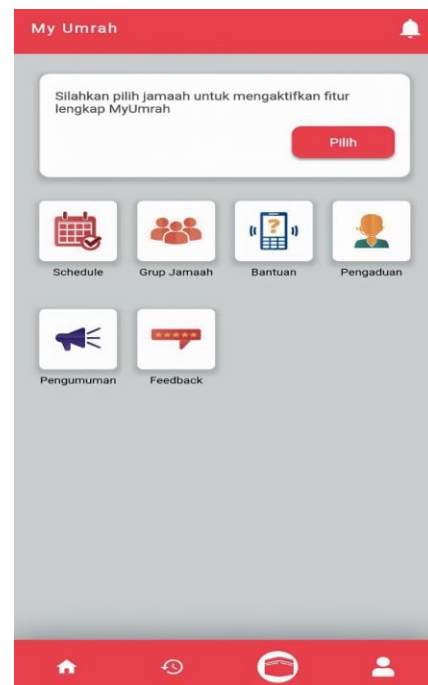 My Umrah
Silahkan pilih jamaah untuk mengaktifkan fitur
lengkap MyUmrah
Pilih
Schedule
Grup Jamaah
Bantuan
Pengaduan
Pengumuman
Feedback